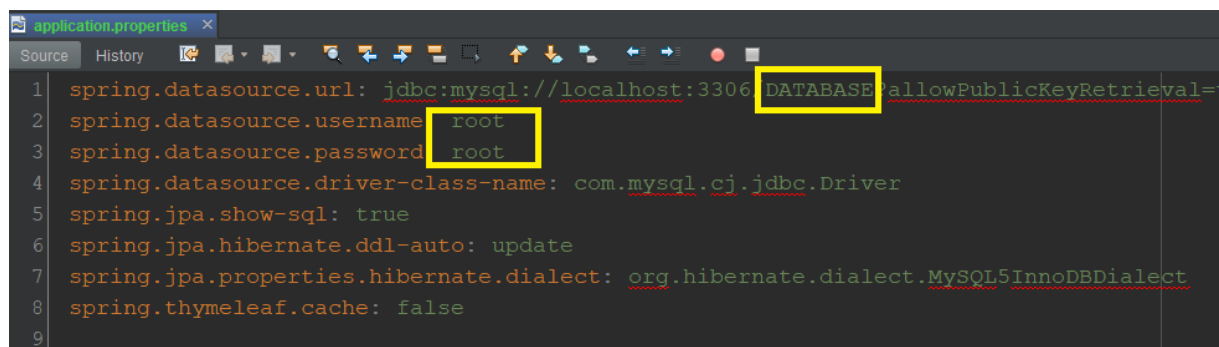 application.properties
Source History
1 spring.datasource.url: jdbc:mysql://localhost:3306/DATABASE?allowPublicKeyRetrieval=
2 spring.datasource.username: root
3 spring.datasource.password: root
4 spring.datasource.driver-class-name: com.mysql.cj.jdbc.Driver
5 spring.jpa.show-sql: true
6 spring.jpa.hibernate.ddl-auto: update
7 spring.jpa.properties.hibernate.dialect: org.hibernate.dialect.MySQL5InnoDBDialect
8 spring.thymeleaf.cache: false
9